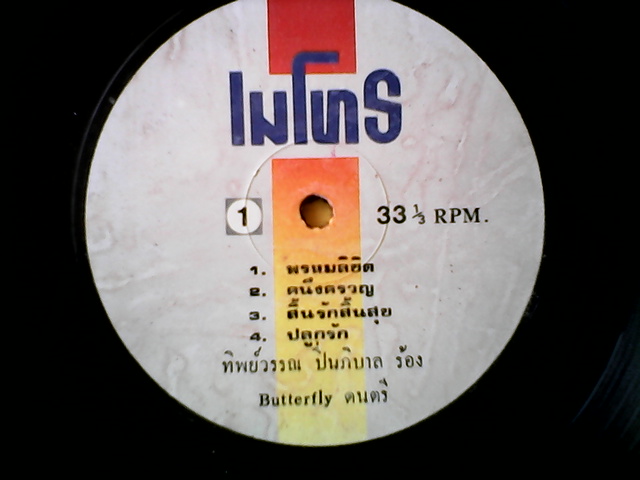 เมโทร
1
33 ⅓ RPM.
1. พรหมลิขิต
2. คนึงครวญ
3. สิ้นรักสิ้นสุข
4. ปลูกรัก
ทิพย์วรรณ ปิ่นภิบาล ร้อง
Butterfly ดนตรี